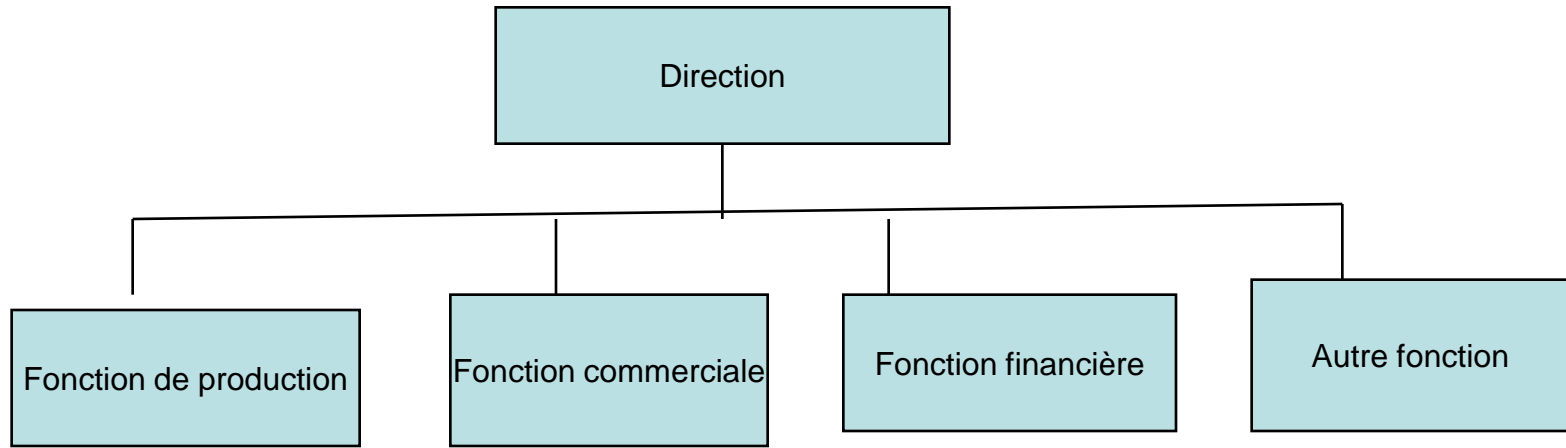 Direction
Fonction de production
Fonction commerciale
Fonction financière
Autre fonction